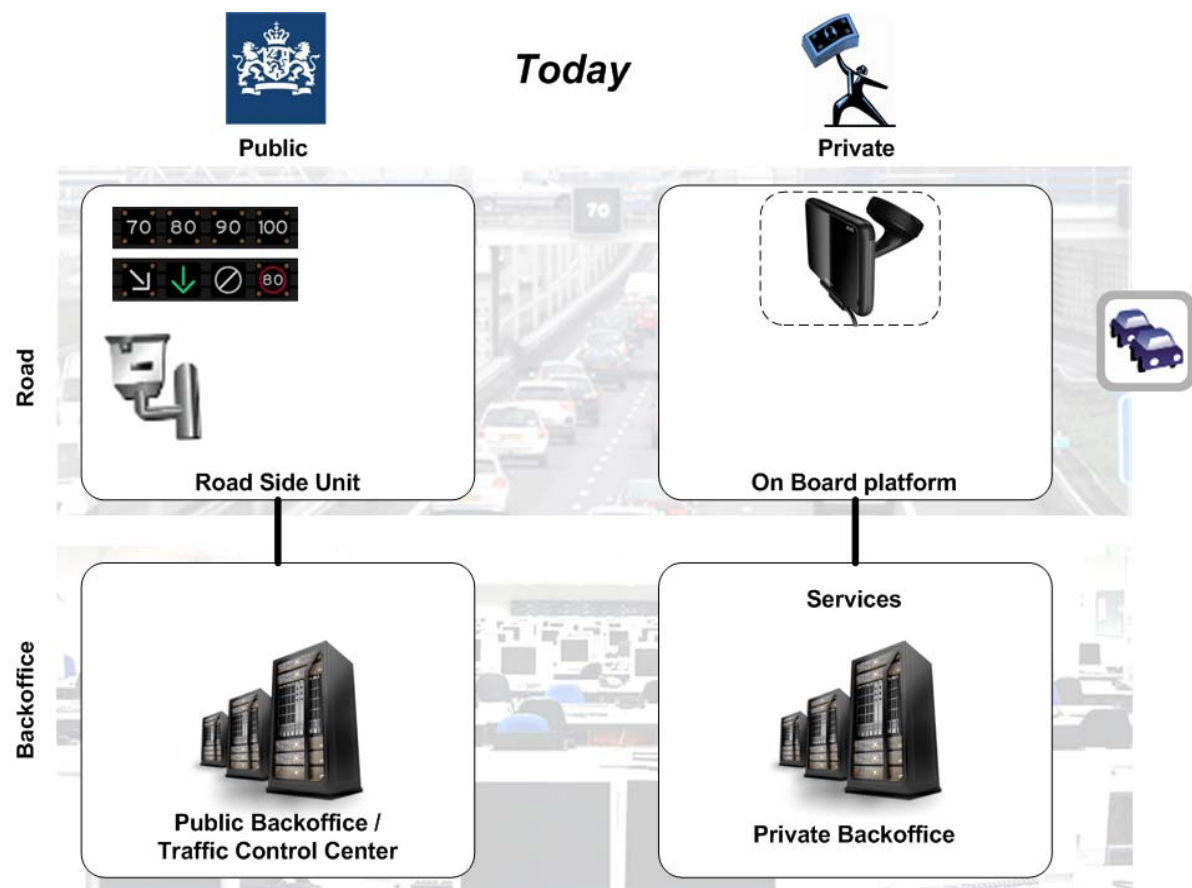 Today
Public
Private
70 80 90 100
80
70
Road
Road Side Unit
On Board platform
Backoffice
Services
Public Backoffice /
Traffic Control Center
Private Backoffice